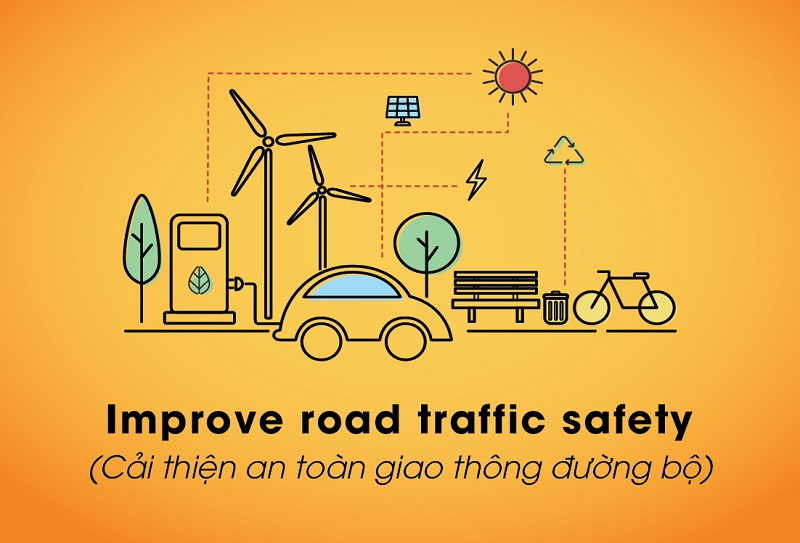 Improve road traffic safety
(Cải thiện an toàn giao thông đường bộ)